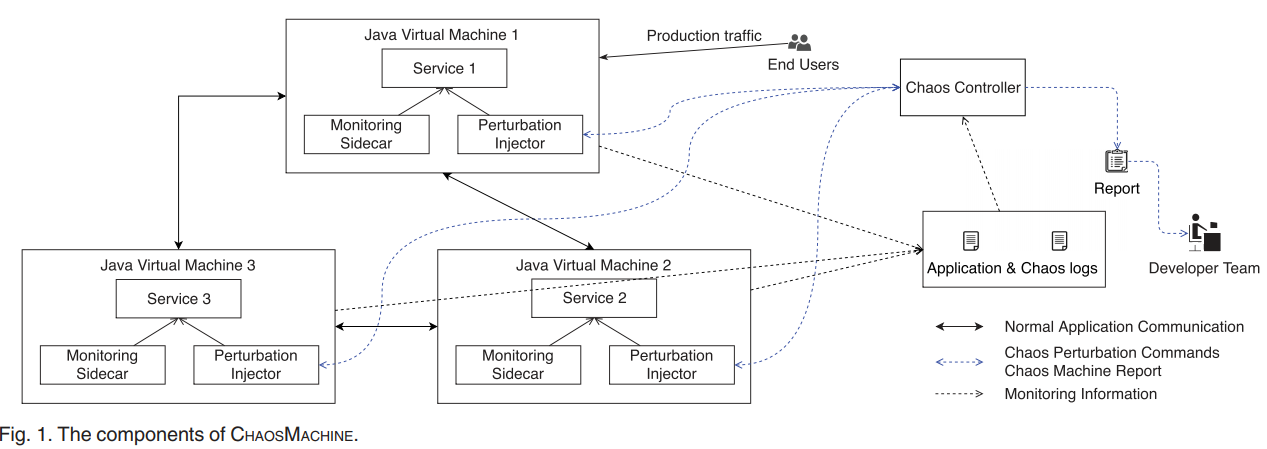 Java Virtual Machine 1
Service 1
Monitoring
Sidecar
Perturbation
Injector
Production traffic
End Users
Chaos Controller
Report
Developer Team
Application & Chaos logs
Java Virtual Machine 3
Service 3
Monitoring
Sidecar
Perturbation
Injector
Java Virtual Machine 2
Service 2
Monitoring
Sidecar
Perturbation
Injector
Normal Application Communication
Chaos Perturbation Commands
Chaos Machine Report
Monitoring Information
Fig. 1. The components of CHAOSMACHINE.